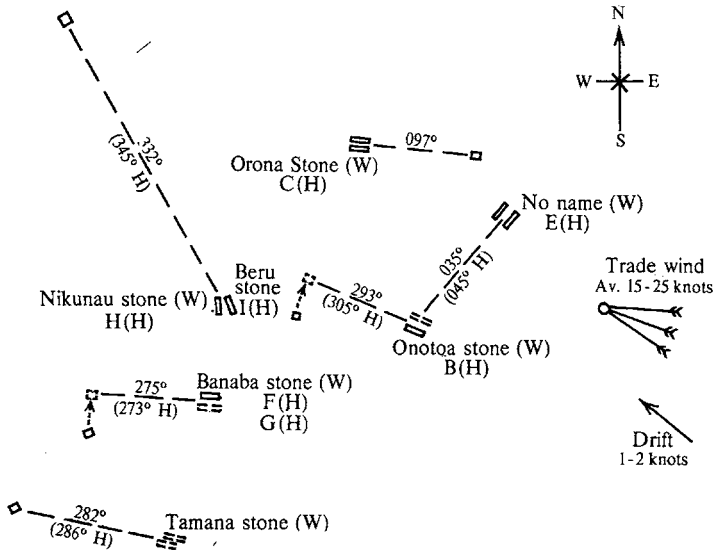 N
W E
S
332°
(345° H)
097°
Orona Stone (W)
C(H)
No name (W)
E(H)
035°
(045° H)
Trade wind
Av. 15-25 knots
Beru
stone
I(H)
Nikunau stone (W)
H(H)
293°
(305° H)
Onotoa stone (W)
B(H)
275°
(273° H)
Banaba stone (W)
F(H)
G(H)
Drift
1-2 knots
282°
(286° H)
Tamana stone (W)